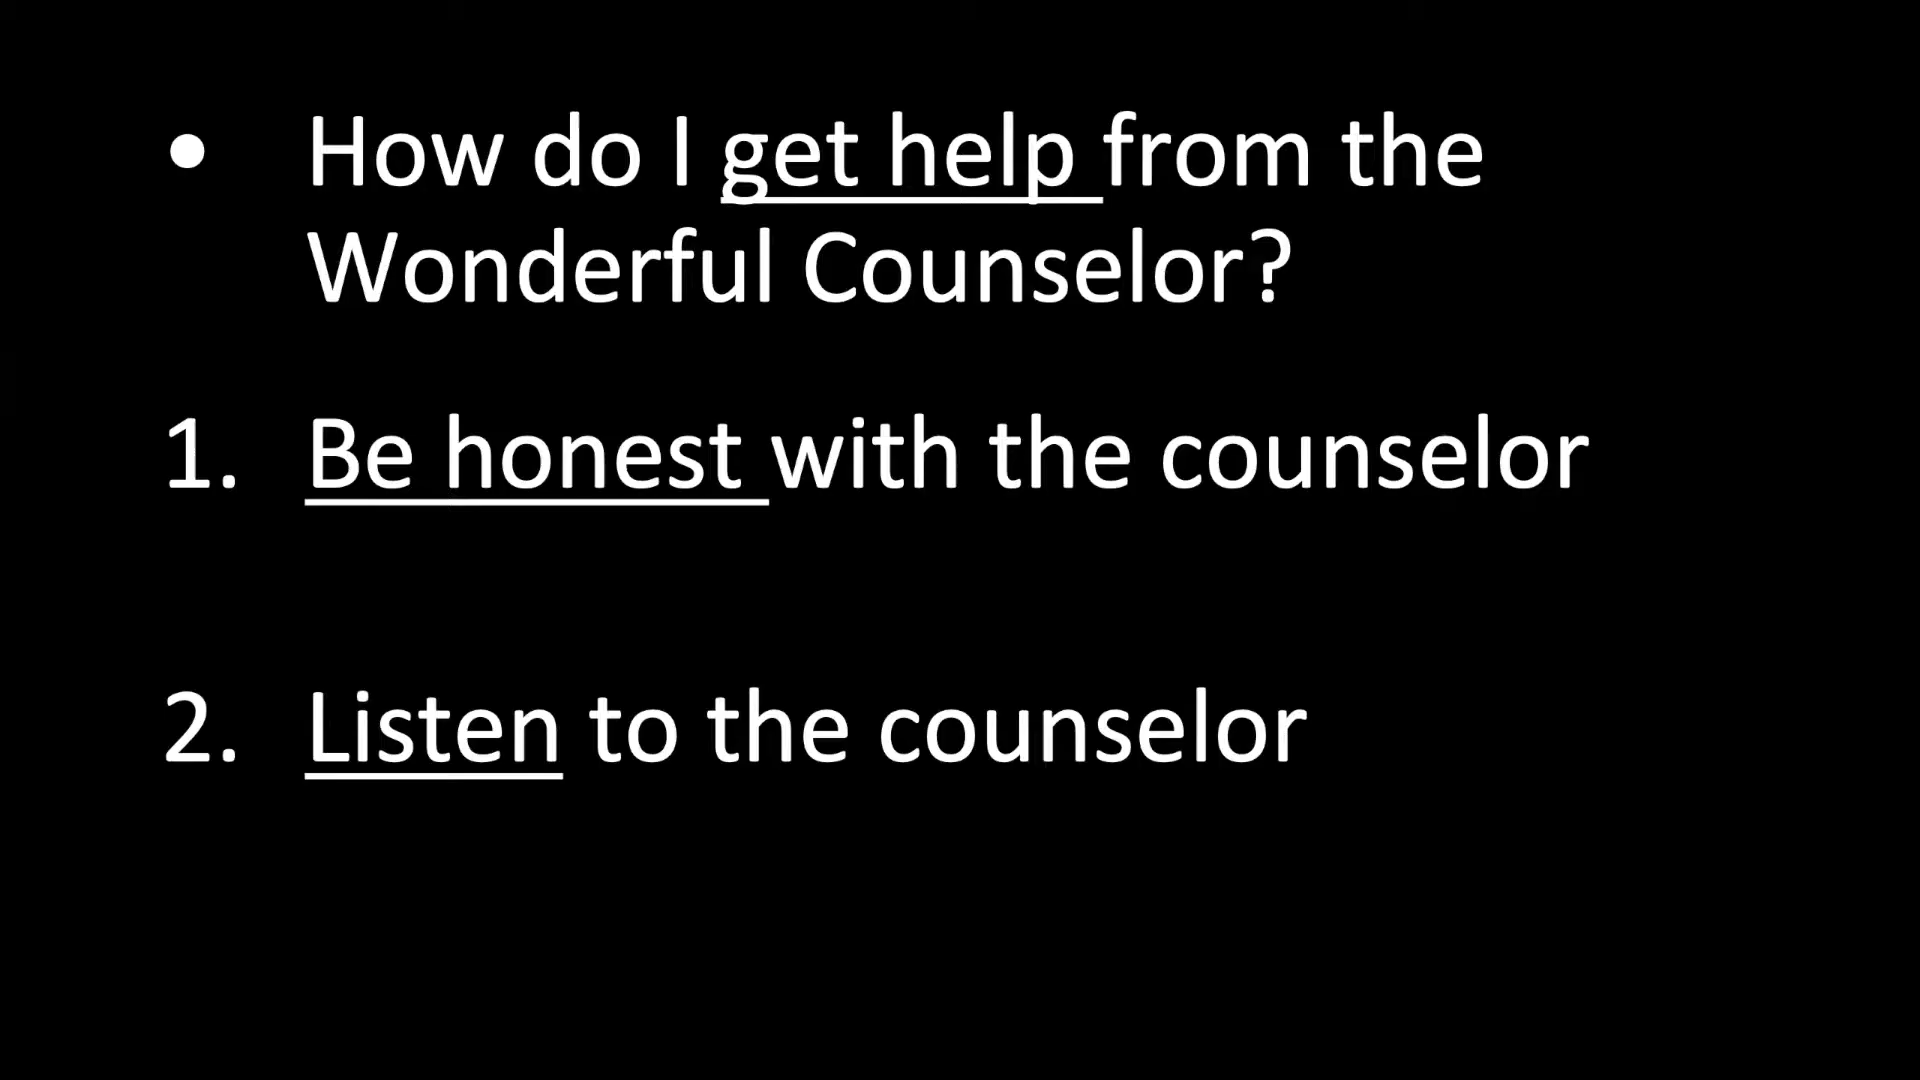 • How do I get help from the
Wonderful Counselor?
1. Be honest with the counselor
2. Listen to the counselor